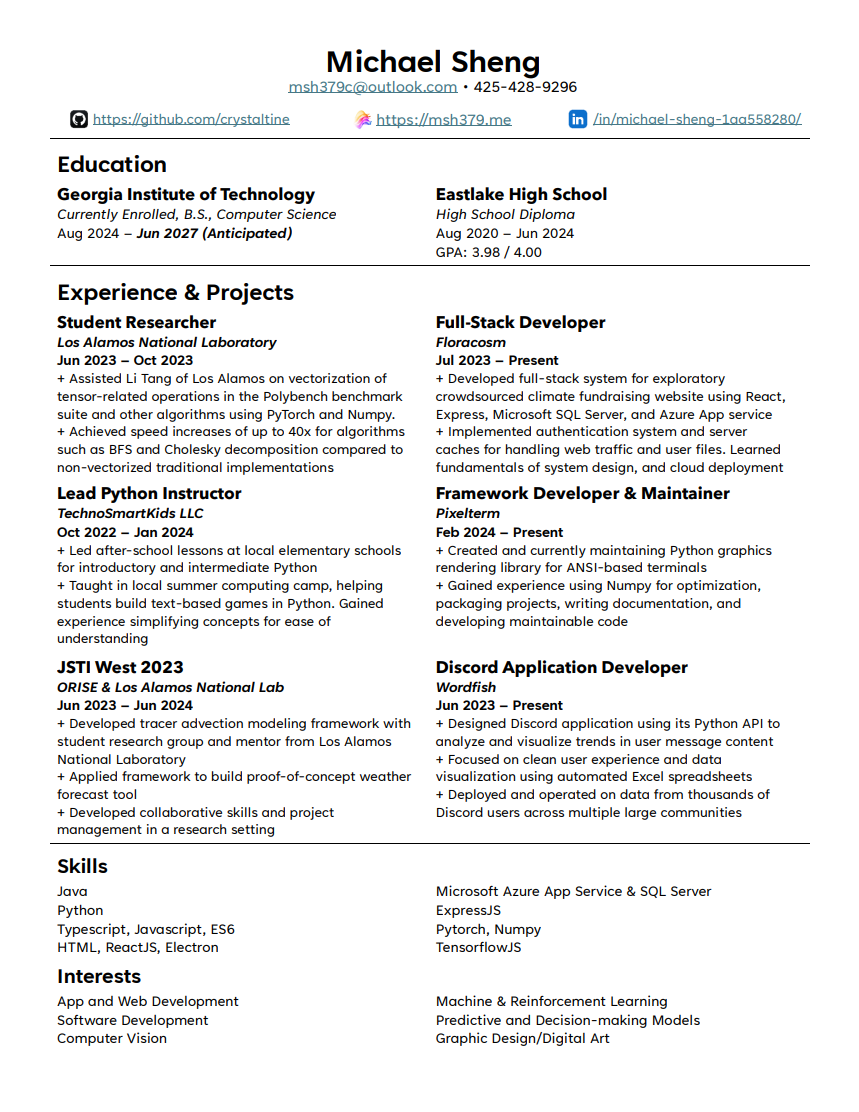 Michael Sheng
msh379c@outlook.com • 425-428-9296
https://github.com/crystaltine
https://msh379.me
/in/michael-sheng-1aa558280/
Education
Georgia Institute of Technology
Currently Enrolled, B.S., Computer Science
Aug 2024 – Jun 2027 (Anticipated)
Eastlake High School
High School Diploma
Aug 2020 – Jun 2024
GPA: 3.98 / 4.00
Experience & Projects
Student Researcher
Los Alamos National Laboratory
Jun 2023 – Oct 2023
+ Assisted Li Tang of Los Alamos on vectorization of
tensor-related operations in the Polybench benchmark
suite and other algorithms using PyTorch and Numpy.
+ Achieved speed increases of up to 40x for algorithms
such as BFS and Cholesky decomposition compared to
non-vectorized traditional implementations
Full-Stack Developer
Floracosm
Jul 2023 – Present
+ Developed full-stack system for exploratory
crowdsourced climate fundraising website using React,
Express, Microsoft SQL Server, and Azure App service
+ Implemented authentication system and server
caches for handling web traffic and user files. Learned
fundamentals of system design, and cloud deployment
Lead Python Instructor
TechnoSmartKids LLC
Oct 2022 – Jan 2024
+ Led after-school lessons at local elementary schools
for introductory and intermediate Python
+ Taught in local summer computing camp, helping
students build text-based games in Python. Gained
experience simplifying concepts for ease of
understanding
Framework Developer & Maintainer
Pixelterm
Feb 2024 – Present
+ Created and currently maintaining Python graphics
rendering library for ANSI-based terminals
+ Gained experience using Numpy for optimization,
packaging projects, writing documentation, and
developing maintainable code
JSTI West 2023
ORISE & Los Alamos National Lab
Jun 2023 – Jun 2024
+ Developed tracer advection modeling framework with
student research group and mentor from Los Alamos
National Laboratory
+ Applied framework to build proof-of-concept weather
forecast tool
+ Developed collaborative skills and project
management in a research setting
Discord Application Developer
Wordfish
Jun 2023 – Present
+ Designed Discord application using its Python API to
analyze and visualize trends in user message content
+ Focused on clean user experience and data
visualization using automated Excel spreadsheets
+ Deployed and operated on data from thousands of
Discord users across multiple large communities
Skills
Java
Python
Typescript, Javascript, ES6
HTML, ReactJS, Electron
Microsoft Azure App Service & SQL Server
ExpressJS
Pytorch, Numpy
TensorflowJS
Interests
App and Web Development
Software Development
Computer Vision
Machine & Reinforcement Learning
Predictive and Decision-making Models
Graphic Design/Digital Art